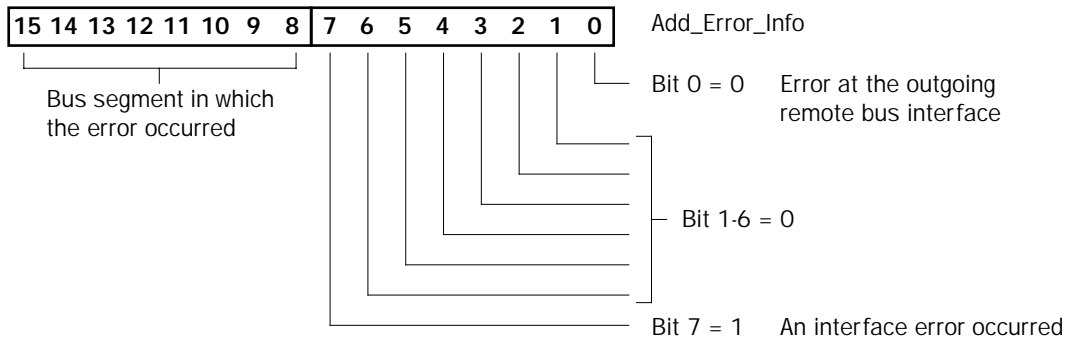 15 14 13 12 11 10 9 8 7 6 5 4 3 2 1 0 Add_Error_Info
Bus segment in which
the error occurred
Bit 0 = 0 Error at the outgoing
remote bus interface
Bit 1-6 = 0
Bit 7 = 1 An interface error occurred